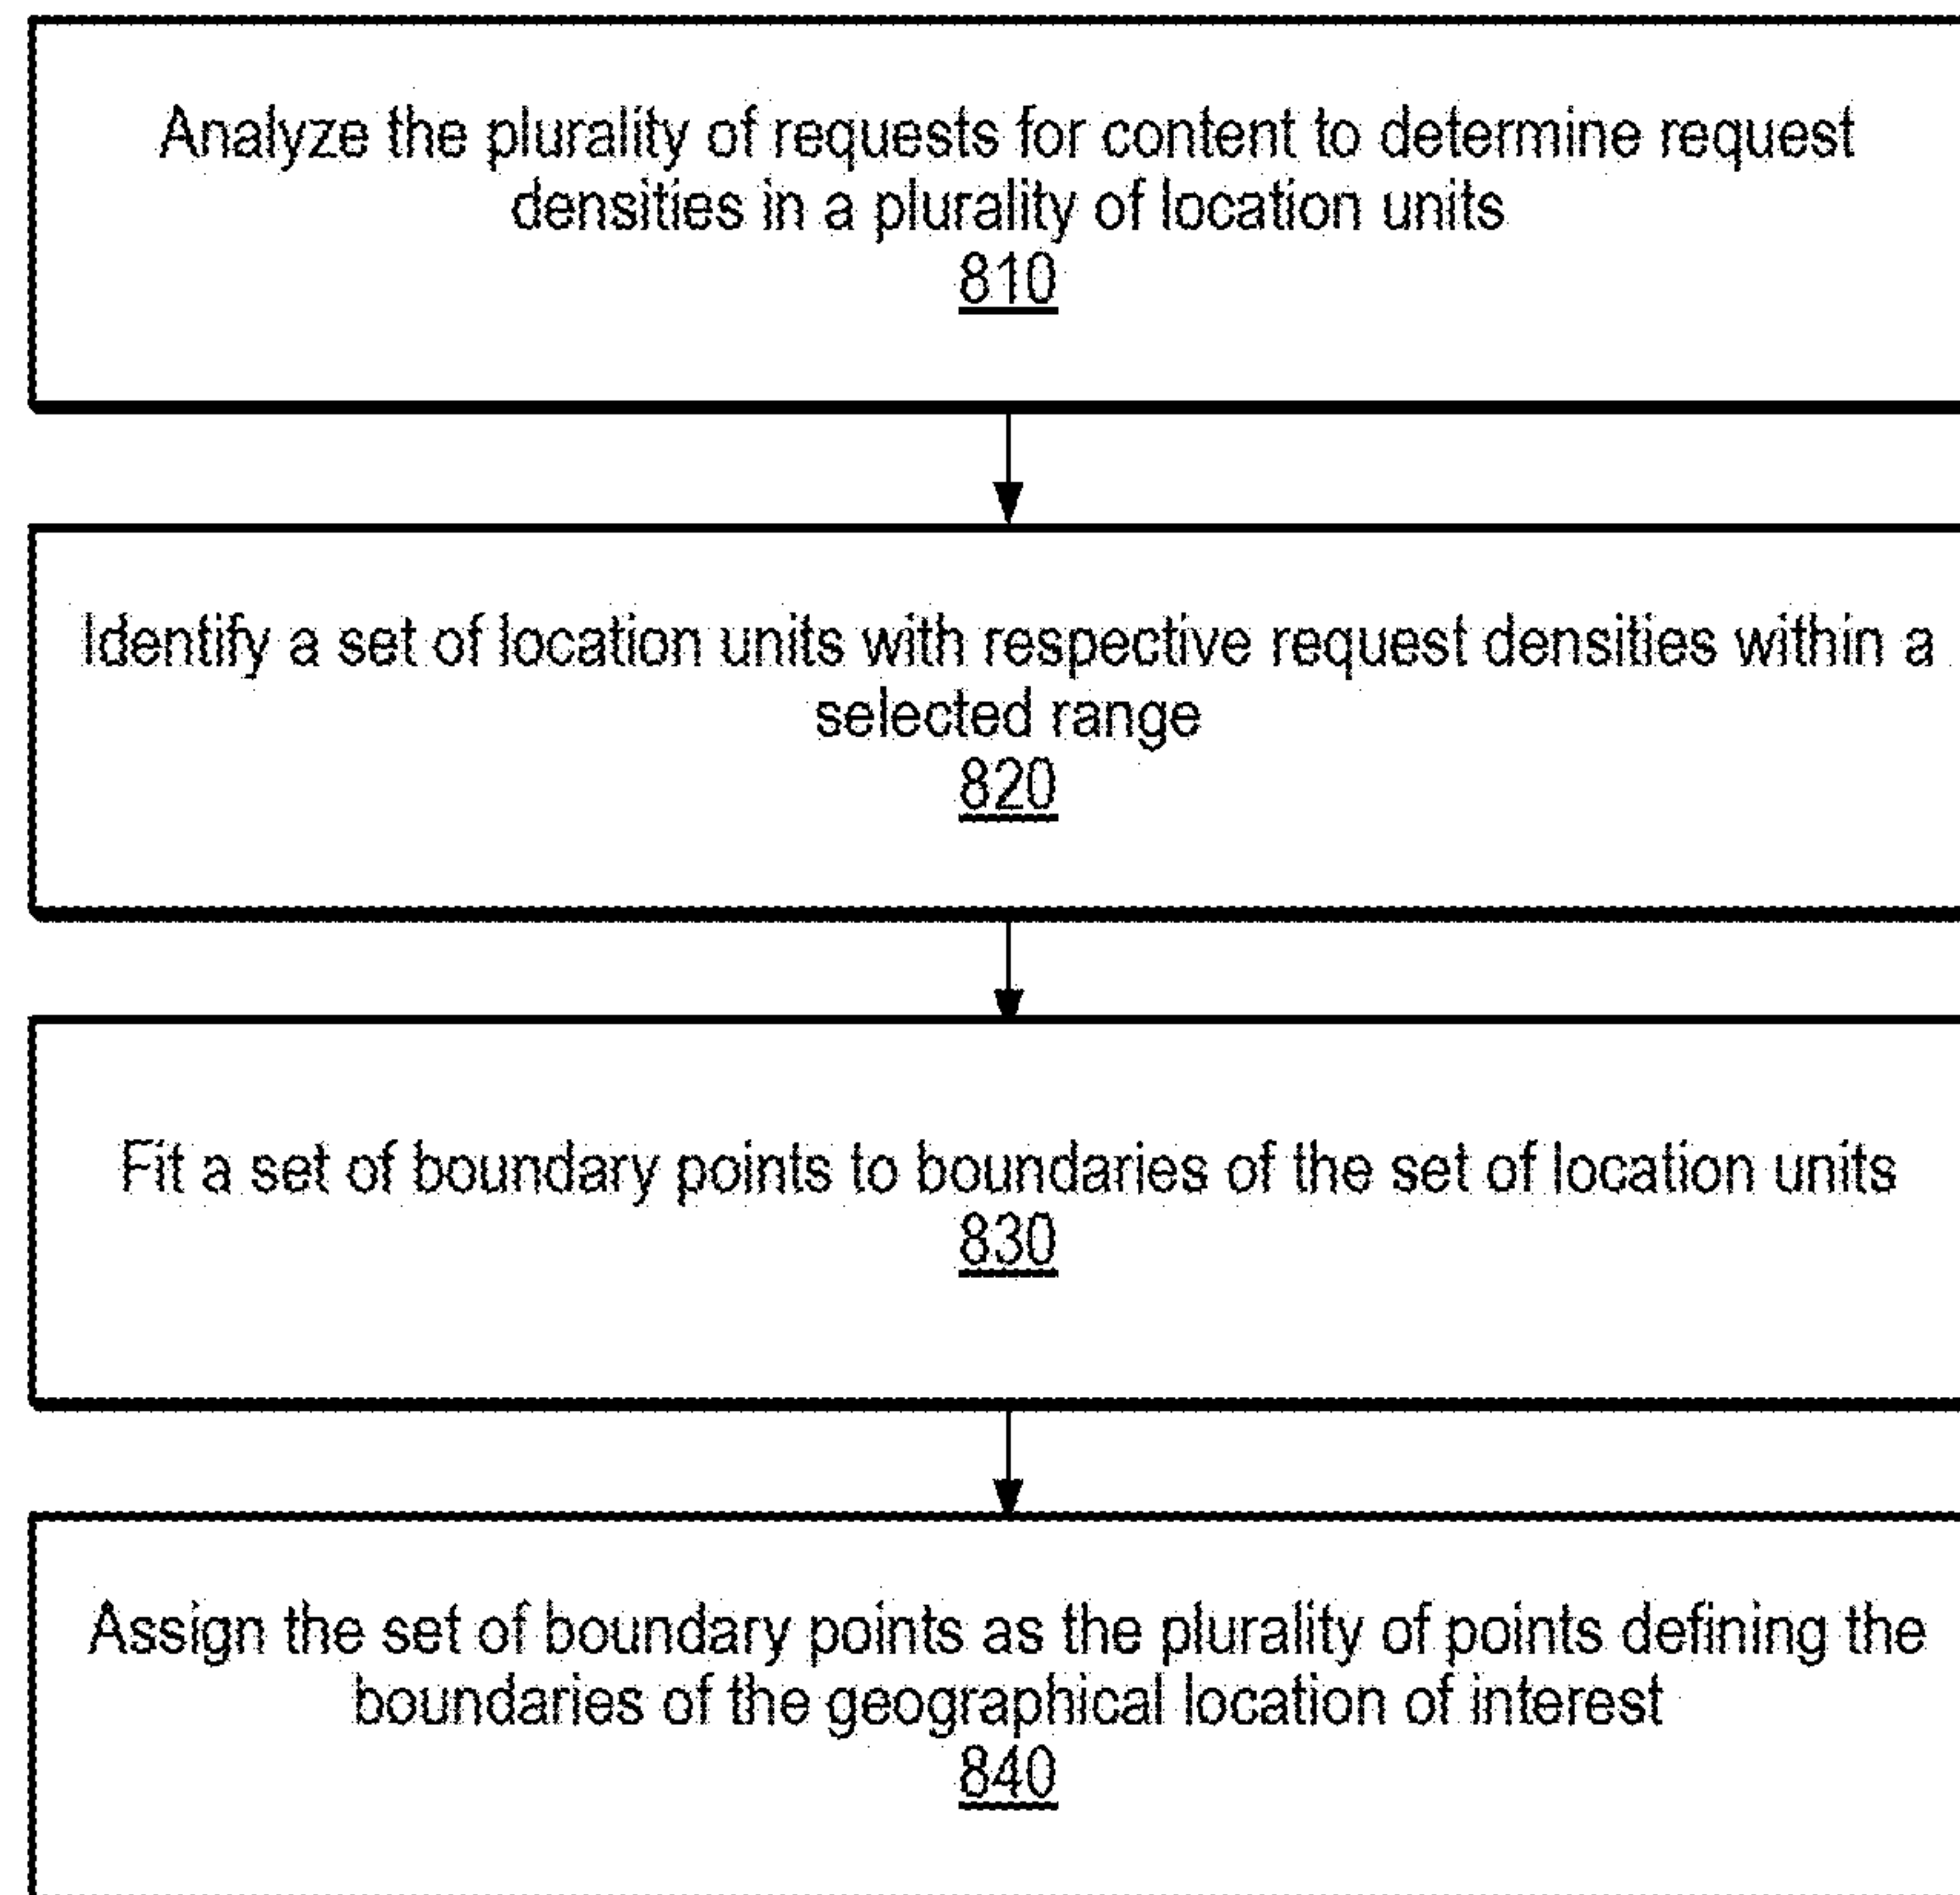 Analyze the plurality of requests for content to determine request
densities in a plurality of location units
810
Identify a set of location units with respective request densities within a
selected range
820
Fit a set of boundary points to boundaries of the set of location units
830
Assign the set of boundary points as the plurality of points defining the
boundaries of the geographical location of interest
840